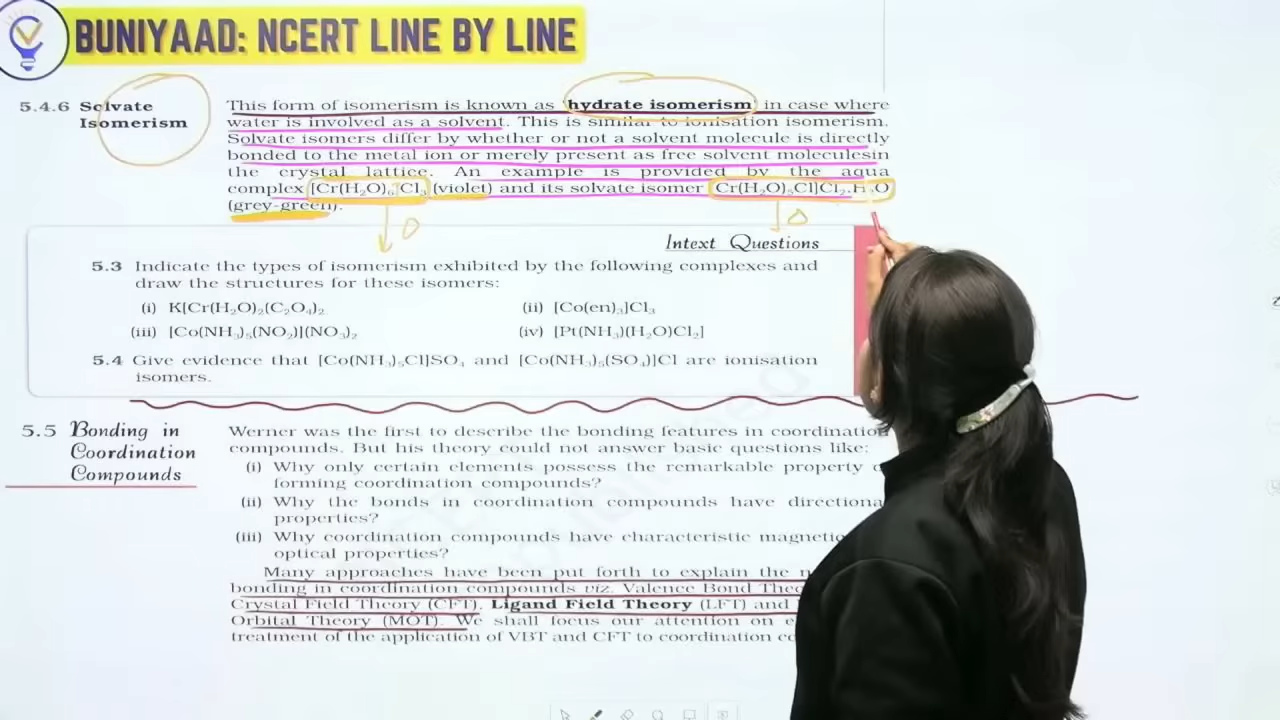 BUNIYAAD: NCERT LINE BY LINE
5.4.6 Solvate
Isomerism
This form of isomerism is known as 'hydrate isomerism' in case where
water is involved as a solvent. This is similar to ionisation isomerism.
Solvate isomers differ by whether or not a solvent molecule is directly
bonded to the metal ion or merely present as free solvent moleculesin
the crystal lattice. An example is provided by the aqua
complex [Cr(H₂O)₆]Cl₃ (violet) and its solvate isomer [Cr(H₂O)₅Cl]Cl₂.H₂O
(grey-green).
Intext Questions
5.3 Indicate the types of isomerism exhibited by the following complexes and
draw the structures for these isomers:
(i) K[Cr(H₂O)₂(C₂O₄)₂
(ii) [Co(en)₃]Cl₃
(iii) [Co(NH₃)₅(NO₂)](NO₃)₂
(iv) [Pt(NH₃)(H₂O)Cl₂]
5.4 Give evidence that [Co(NH₃)₅Cl]SO₄ and [Co(NH₃)₅(SO₄)]Cl are ionisation
isomers.
5.5 Bonding in
Coordination
Compounds
Werner was the first to describe the bonding features in coordination
compounds. But his theory could not answer basic questions like:
(i) Why only certain elements possess the remarkable property
forming coordination compounds?
(ii) Why the bonds in coordination compounds have
properties?
(iii) Why coordination compounds have characteristic magnetic
optical properties?
Many approaches have been put forth to explain the
bonding in coordination compounds viz. Valence Bond
Crystal Field Theory (CFT), Ligand Field Theory (LFT) and
Orbital Theory (MOT). We shall focus our attention on
treatment of the application of VBT and CFT to coordination